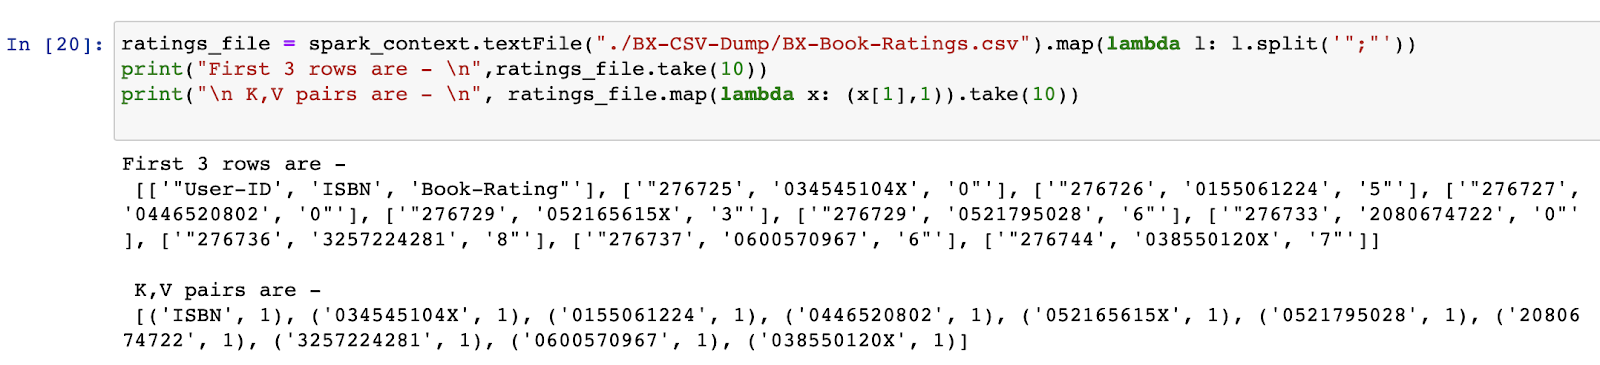 In [20]: ratings_file = spark_context.textFile("./BX-CSV-Dump/BX-Book-Ratings.csv").map(lambda l: l.split('";"'))
print("First 3 rows are - \n",ratings_file.take(10))
print("\n K,V pairs are - \n", ratings_file.map(lambda x: (x[1],1)).take(10))
First 3 rows are -
[['"User-ID', 'ISBN', 'Book-Rating"'], ['"276725', '034545104X', '0"'], ['"276726', '0155061224', '5"'], ['"276727',
'0446520802', '0"'], ['"276729', '052165615X', '3"'], ['"276729', '0521795028', '6"'], ['"276733', '2080674722', '0"'
], ['"276736', '3257224281', '8"'], ['"276737', '0600570967', '6"'], ['"276744', '038550120X', '7"']]
K,V pairs are -
[('ISBN', 1), ('034545104X', 1), ('0155061224', 1), ('0446520802', 1), ('052165615X', 1), ('0521795028', 1), ('20806
74722', 1), ('3257224281', 1), ('0600570967', 1), ('038550120X', 1)]